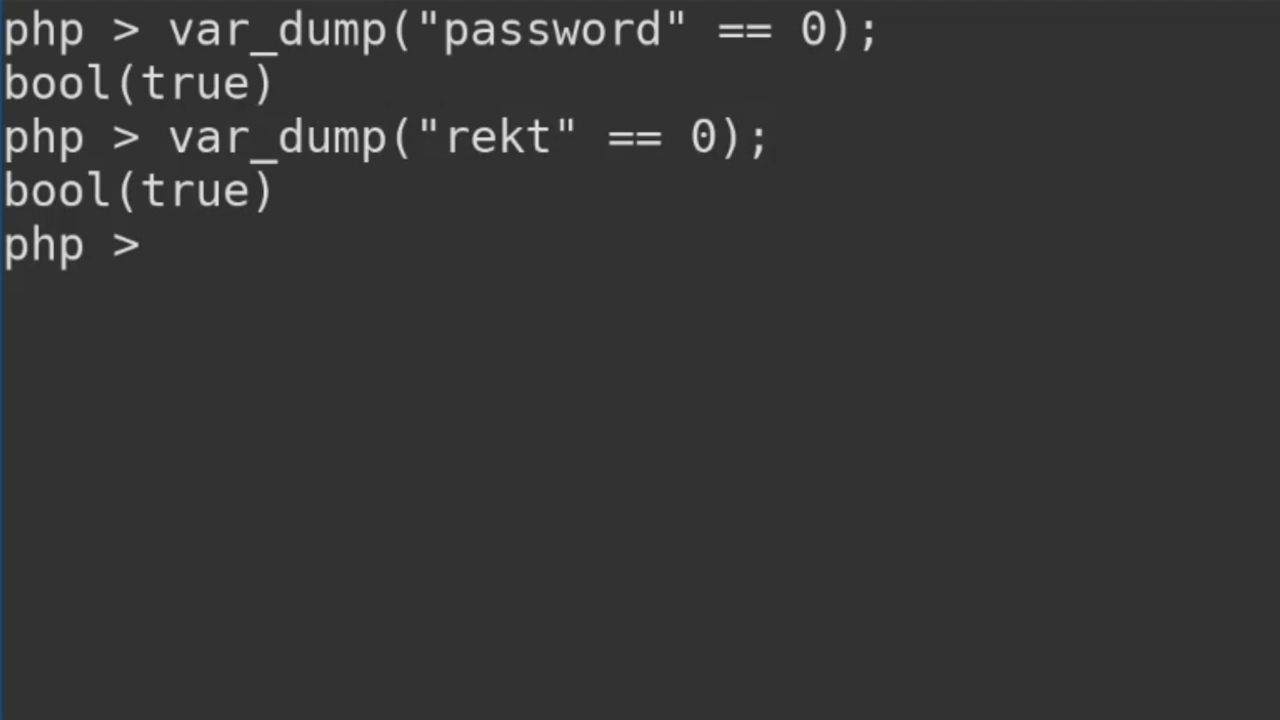 php > var_dump("password" == 0);
bool(true)
php > var_dump("rekt" == 0);
bool(true)
php >